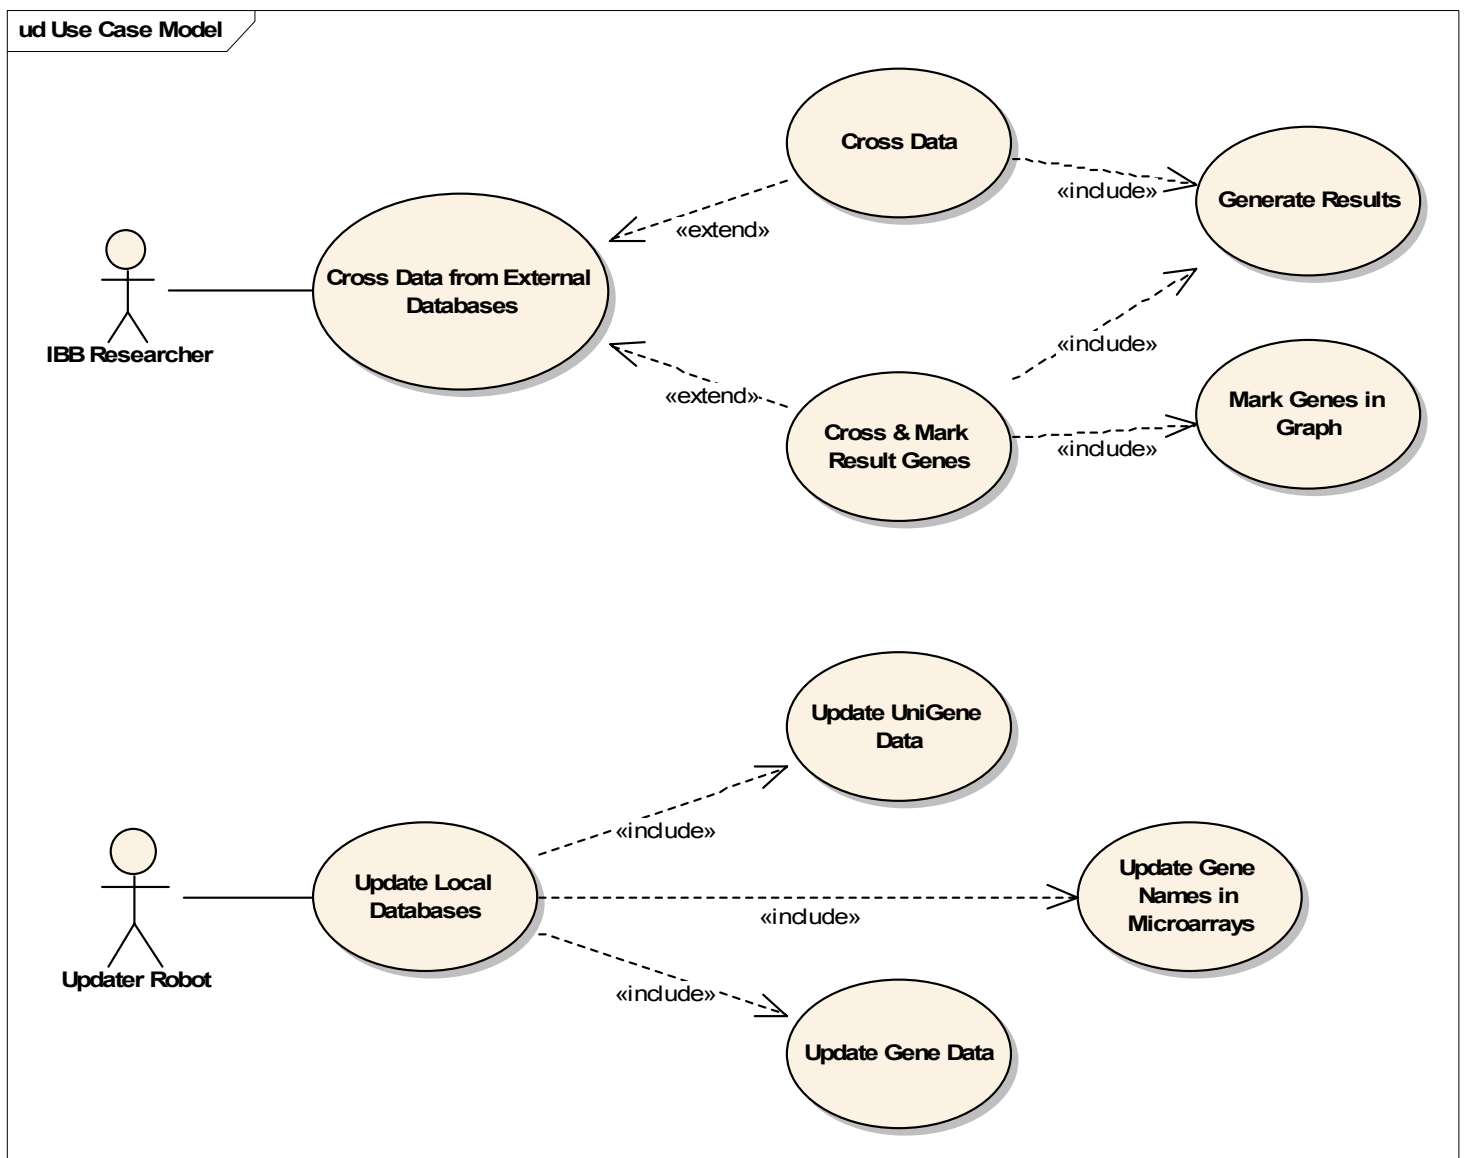 ud Use Case Model
Cross Data
«include»
Generate Results
«extend»
Cross Data from External
Databases
IBB Researcher
«include»
«extend»
Cross & Mark
Result Genes
«include»
Mark Genes in
Graph
Update UniGene
Data
«include»
Update Local
Databases
Updater Robot
«include»
Update Gene
Names in
Microarrays
«include»
Update Gene Data